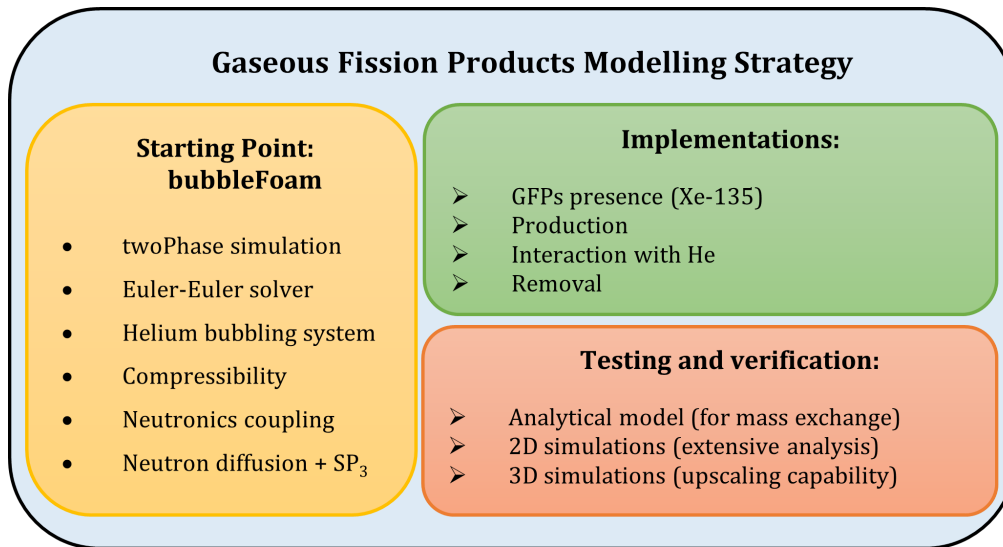 Gaseous Fission Products Modelling Strategy
Starting Point:
bubbleFoam
• twoPhase simulation
• Euler-Euler solver
• Helium bubbling system
• Compressibility
• Neutronics coupling
• Neutron diffusion + SP₃
Implementations:
➢ GFPs presence (Xe-135)
➢ Production
➢ Interaction with He
➢ Removal
Testing and verification:
➢ Analytical model (for mass exchange)
➢ 2D simulations (extensive analysis)
➢ 3D simulations (upscaling capability)